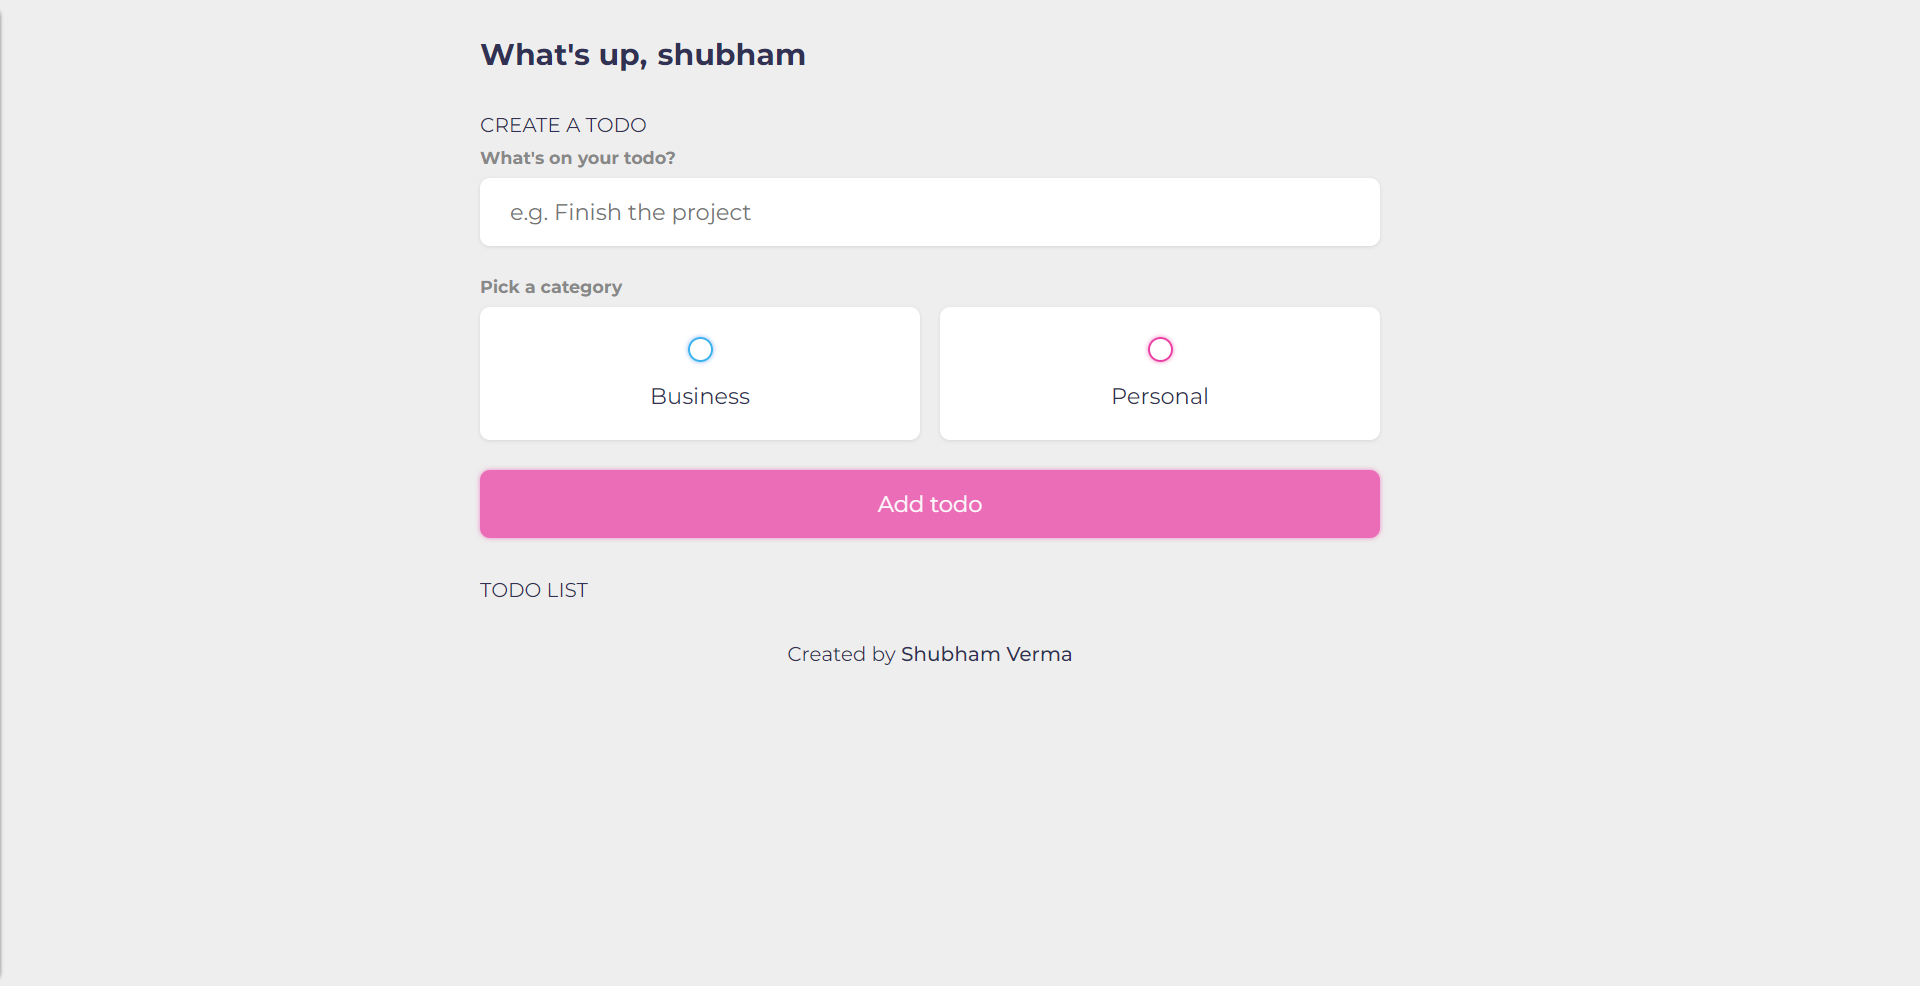 What's up, shubham
CREATE A TODO
What's on your todo?
e.g. Finish the project
Pick a category
Business
Personal
Add todo
TODO LIST
Created by Shubham Verma